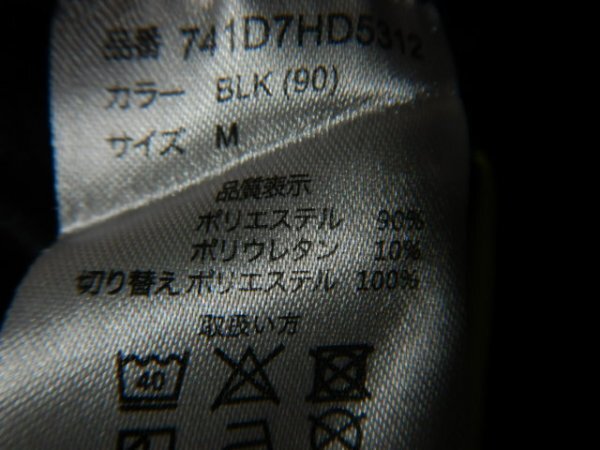 品番 741D7HD5312
カラー BLK (90)
サイズ M
品質表示
ポリエステル 90%
ポリウレタン 10%
切り替え ポリエステル 100%
取扱い方
40